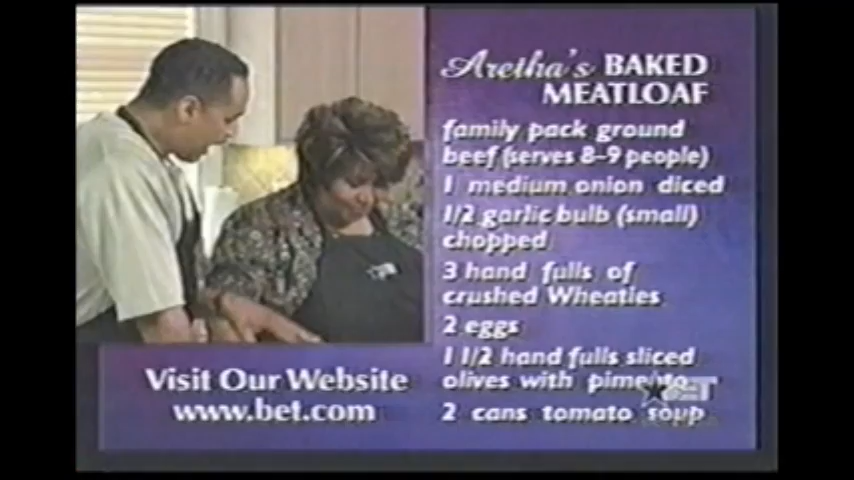 Aretha's BAKED
MEATLOAF
family pack ground
beef (serves 8-9 people)
1 medium onion diced
1/2 garlic bulb (small)
chopped
3 hand fulls of
crushed Wheaties
2 eggs
1 1/2 hand fulls sliced
olives with pimento
2 cans tomato soup
Visit Our Website
www.bet.com
BET